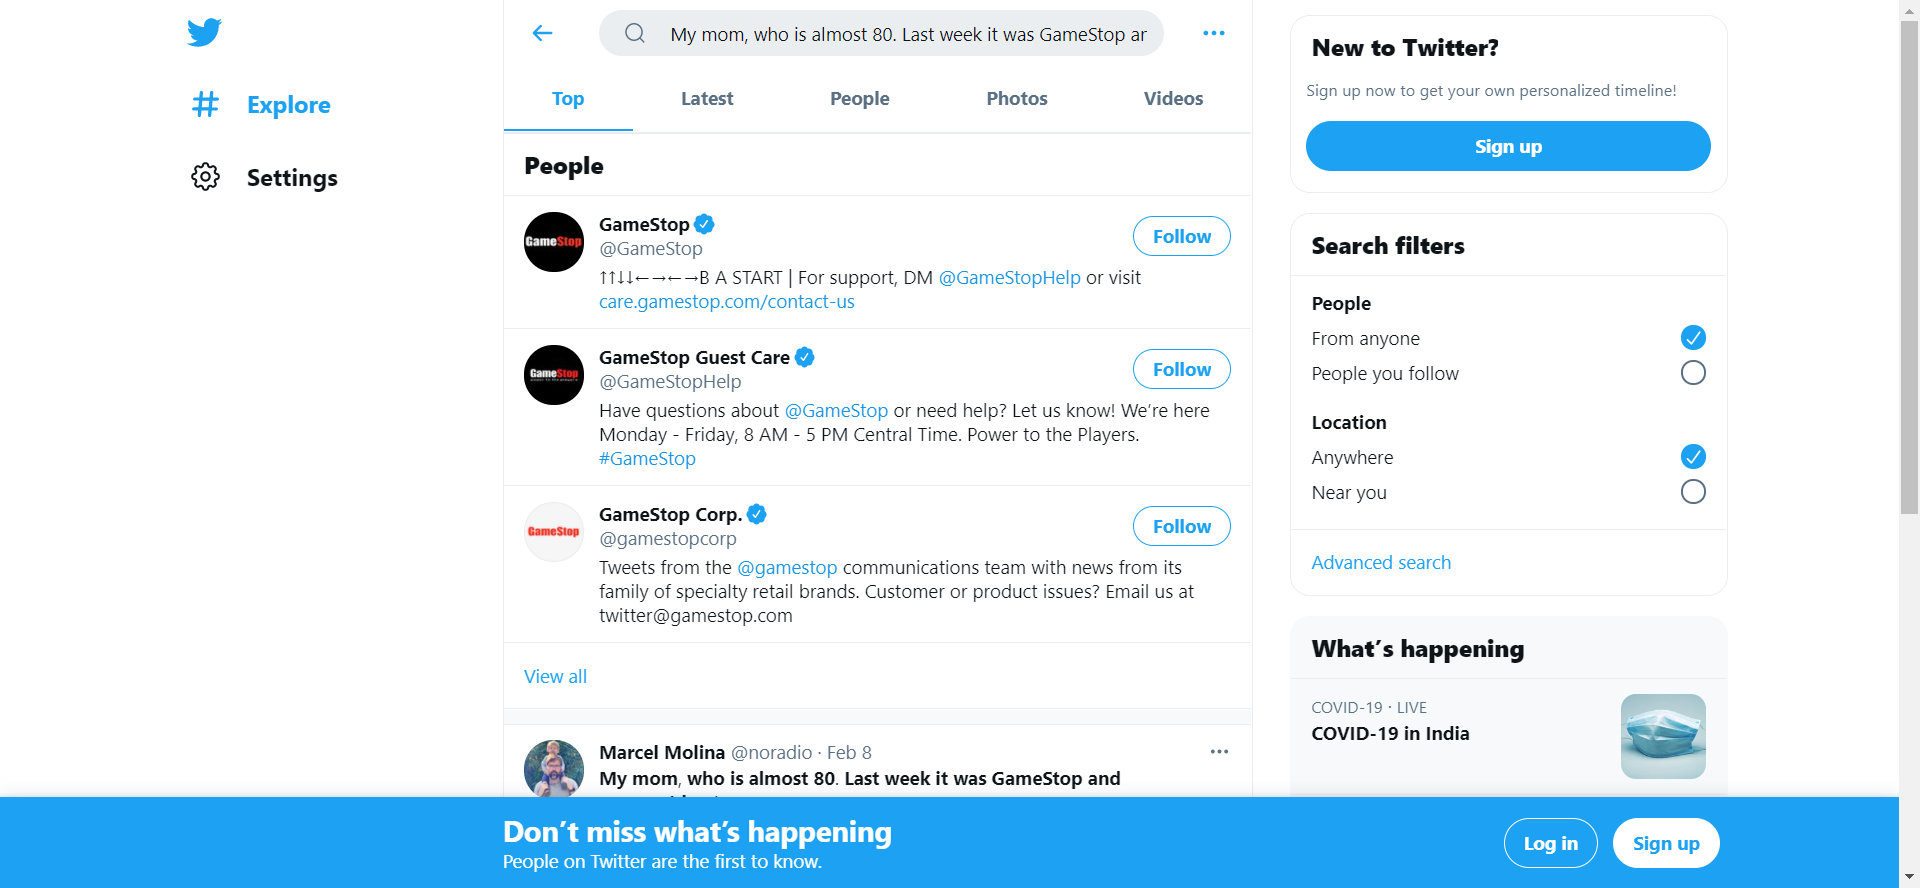 Explore
Settings
My mom, who is almost 80. Last week it was GameStop ar
Top
Latest
People
Photos
Videos
People
GameStop
@GameStop
Follow
↑↑↓↓←→←→B A START | For support, DM @GameStopHelp or visit
care.gamestop.com/contact-us
GameStop
GameStop Guest Care
@GameStopHelp
Follow
Have questions about @GameStop or need help? Let us know! We’re here
Monday - Friday, 8 AM - 5 PM Central Time. Power to the Players.
#GameStop
GameStop
GameStop Corp.
@gamestopcorp
Follow
Tweets from the @gamestop communications team with news from its
family of specialty retail brands. Customer or product issues? Email us at
twitter@gamestop.com
GameStop
View all
Marcel Molina @noradio · Feb 8
My mom, who is almost 80. Last week it was GameStop and
New to Twitter?
Sign up now to get your own personalized timeline!
Sign up
Search filters
People
From anyone
People you follow
Location
Anywhere
Near you
Advanced search
What’s happening
COVID-19 · LIVE
COVID-19 in India
Don’t miss what’s happening
People on Twitter are the first to know.
Log in
Sign up